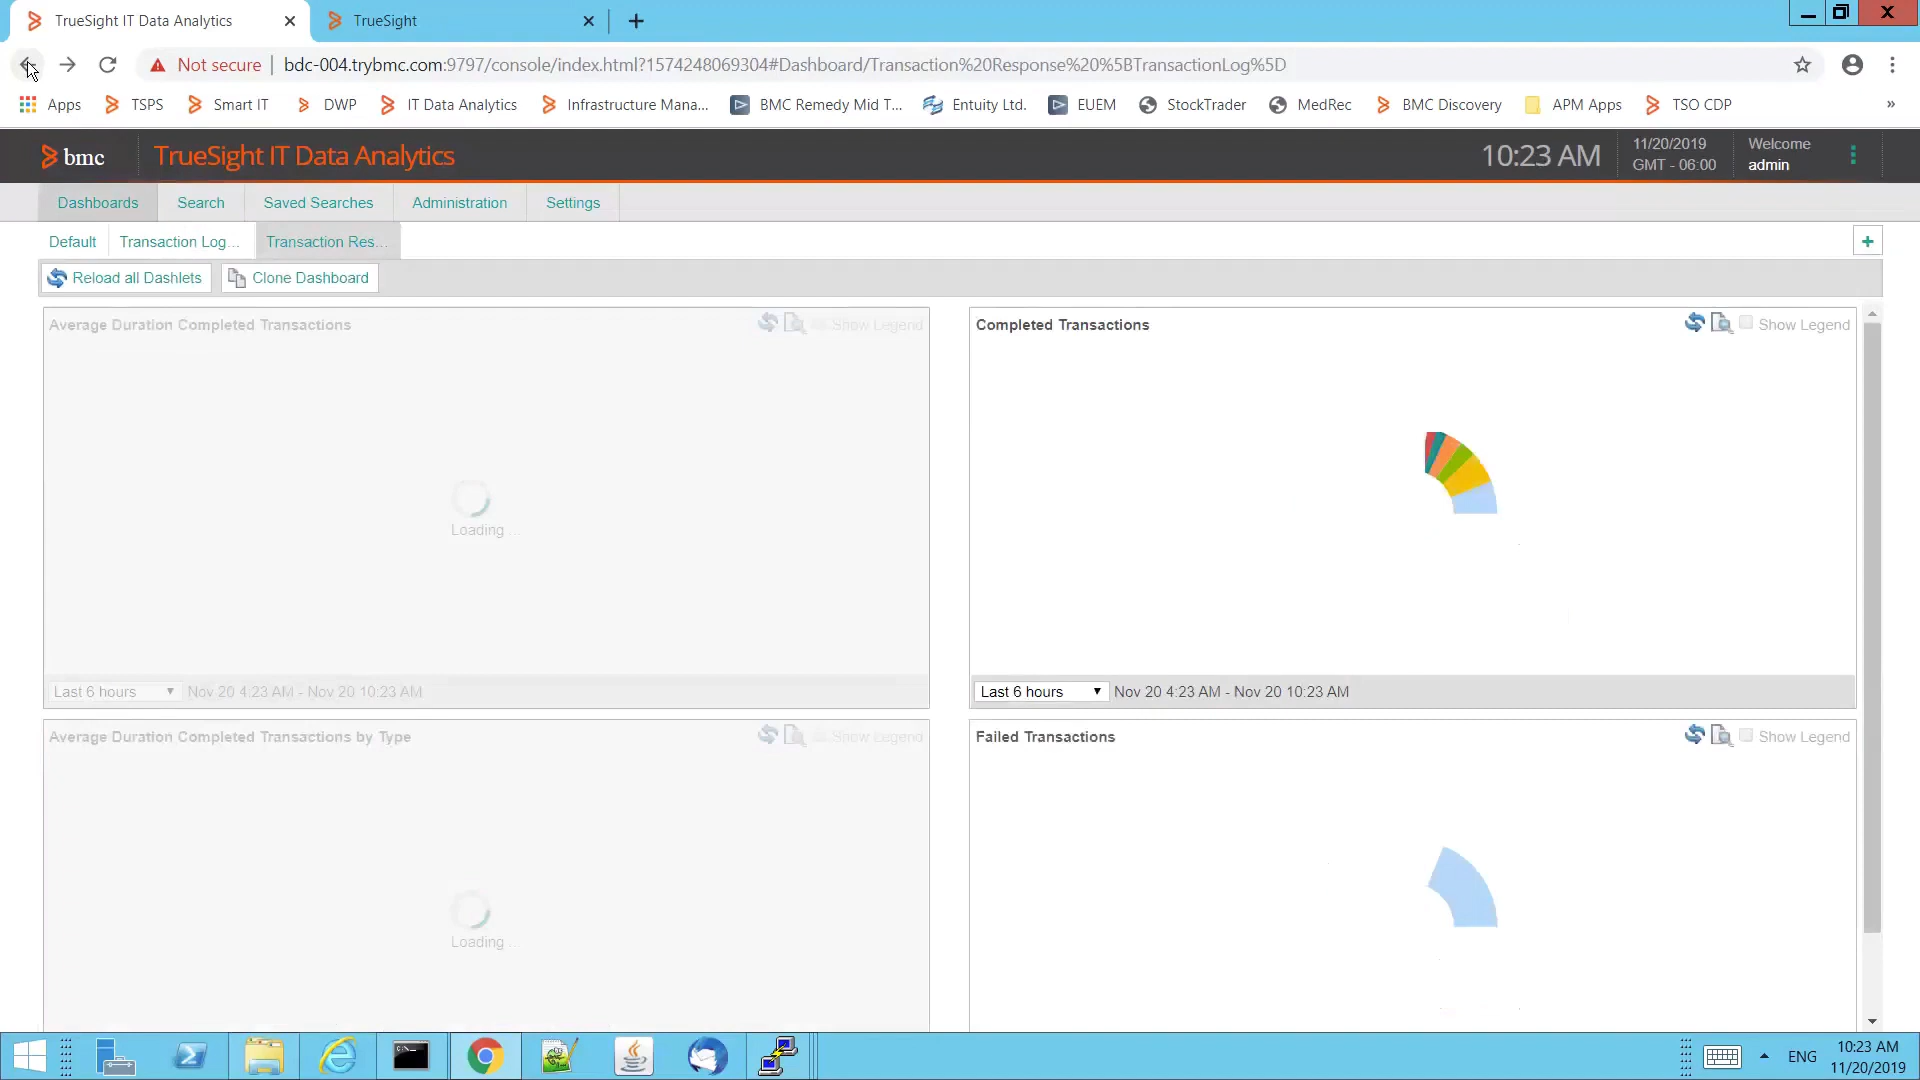 TrueSight IT Data Analytics
TrueSight
Not secure
bdc-004.trybmc.com:9797/console/index.html?1574248069304#Dashboard/Transaction%20Response%20%5BTransactionLog%5D
Apps
TSPS
Smart IT
DWP
IT Data Analytics
Infrastructure Mana...
BMC Remedy Mid T...
Entuity Ltd.
EUEM
StockTrader
MedRec
BMC Discovery
APM Apps
TSO CDP
»
bmc
TrueSight IT Data Analytics
10:23 AM
11/20/2019
GMT - 06:00
Welcome
admin
Dashboards
Search
Saved Searches
Administration
Settings
Default
Transaction Log...
Transaction Res...
Reload all Dashlets
Clone Dashboard
Average Duration Completed Transactions
Show Legend
Loading ...
Last 6 hours
Nov 20 4:23 AM - Nov 20 10:23 AM
Completed Transactions
Show Legend
Last 6 hours
Nov 20 4:23 AM - Nov 20 10:23 AM
Average Duration Completed Transactions by Type
Show Legend
Loading ..
Failed Transactions
Show Legend
ENG
10:23 AM
11/20/2019